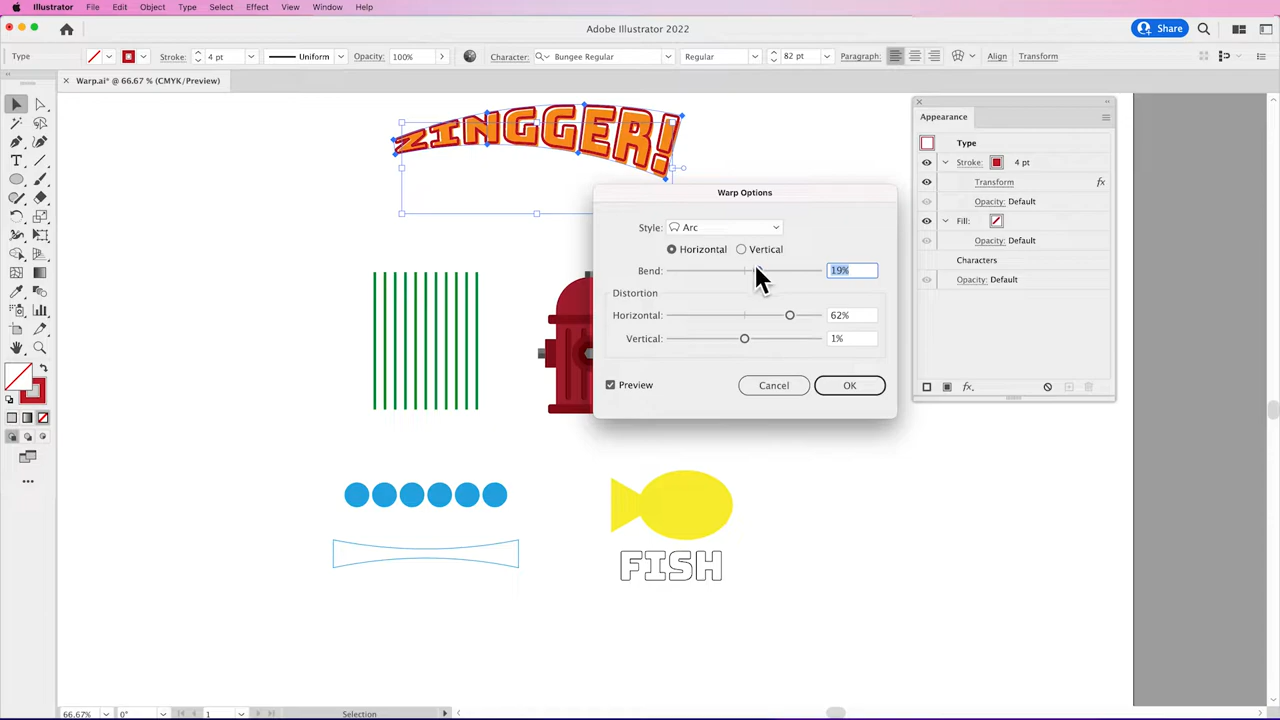 Illustrator File Edit Object Type Select Effect View Window Help
Adobe Illustrator 2022
Share
Type Stroke: 4 pt Uniform Opacity: 100% Character: Bungee Regular Regular 82 pt Paragraph: Align Transform
Warp.ai* @ 66.67 % (CMYK/Preview)
ZINGGER!
Appearance
Type
Stroke: 4 pt
Transform fx
Opacity: Default
Fill:
Opacity: Default
Characters
Opacity: Default
fx.
Warp Options
Style: Arc
Horizontal Vertical
Bend: 19%
Distortion
Horizontal: 62%
Vertical: 1%
Preview Cancel OK
FISH
66.67% 0° 1 Selection